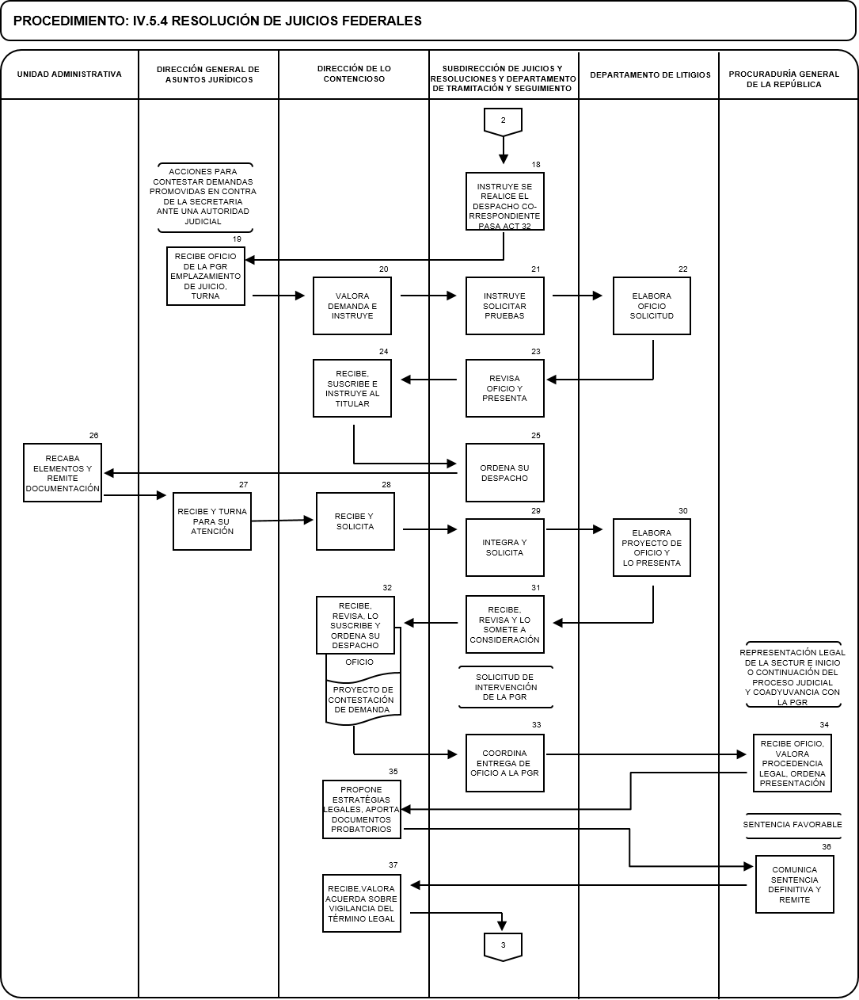 PROCEDIMIENTO: IV.5.4 RESOLUCIÓN DE JUICIOS FEDERALES
UNIDAD ADMINISTRATIVA
DIRECCIÓN GENERAL DE
ASUNTOS JURÍDICOS
DIRECCIÓN DE LO
CONTENCIOSO
SUBDIRECCIÓN DE JUICIOS Y
RESOLUCIONES Y DEPARTAMENTO
DE TRAMITACIÓN Y SEGUIMIENTO
DEPARTAMENTO DE LITIGIOS
PROCURADURÍA GENERAL
DE LA REPÚBLICA
2
18
INSTRUYE SE
REALICE EL
DESPACHO CO-
RRESPONDIENTE
PASA ACT 32
ACCIONES PARA
CONTESTAR DEMANDAS
PROMOVIDAS EN CONTRA
DE LA SECRETARIA
ANTE UNA AUTORIDAD
JUDICIAL
19
RECIBE OFICIO
DE LA PGR
EMPLAZAMIENTO
DE JUICIO,
TURNA
20
VALORA
DEMANDA E
INSTRUYE
21
INSTRUYE
SOLICITAR
PRUEBAS
22
ELABORA
OFICIO
SOLICITUD
24
RECIBE,
SUSCRIBE E
INSTRUYE AL
TITULAR
23
REVISA
OFICIO Y
PRESENTA
26
RECABA
ELEMENTOS Y
REMITE
DOCUMENTACIÓN
25
ORDENA SU
DESPACHO
27
RECIBE Y TURNA
PARA SU
ATENCIÓN
28
RECIBE Y
SOLICITA
29
INTEGRA Y
SOLICITA
30
ELABORA
PROYECTO DE
OFICIO Y
LO PRESENTA
32
RECIBE,
REVISA, LO
SUSCRIBE Y
ORDENA SU
DESPACHO
OFICIO
PROYECTO DE
CONTESTACIÓN
DE DEMANDA
31
RECIBE,
REVISA Y LO
SOMETE A
CONSIDERACIÓN
SOLICITUD DE
INTERVENCIÓN
DE LA PGR
REPRESENTACIÓN LEGAL
DE LA SECTUR E INICIO
O CONTINUACIÓN DEL
PROCESO JUDICIAL
Y COADYUVANCIA CON
LA PGR
33
COORDINA
ENTREGA DE
OFICIO A LA PGR
34
RECIBE OFICIO,
VALORA
PROCEDENCIA
LEGAL, ORDENA
PRESENTACIÓN
35
PROPONE
ESTRATÉGIAS
LEGALES, APORTA
DOCUMENTOS
PROBATORIOS
SENTENCIA FAVORABLE
36
COMUNICA
SENTENCIA
DEFINITIVA Y
REMITE
37
RECIBE,VALORA
ACUERDA SOBRE
VIGILANCIA DEL
TÉRMINO LEGAL
3